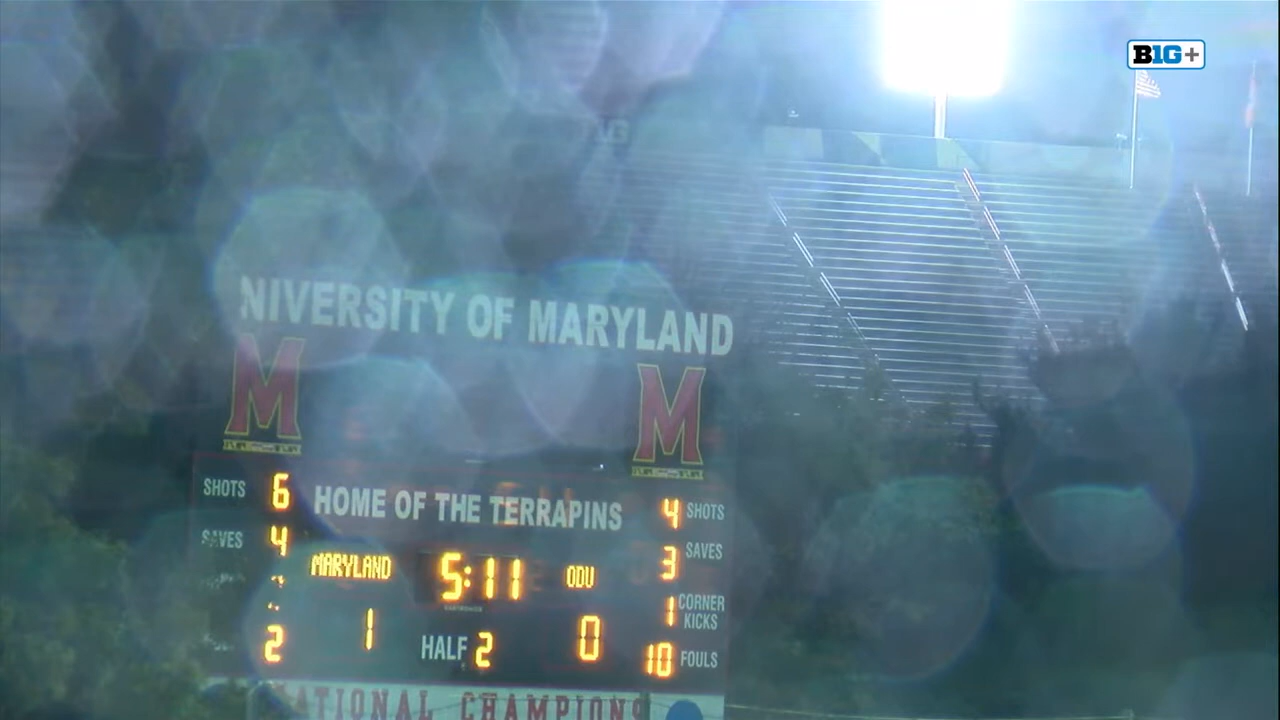 B1G+
NIVERSITY OF MARYLAND
M M
SHOTS 6 HOME OF THE TERRAPINS 4 SHOTS
SAVES 4 3 SAVES
MARYLAND 5:11 ODU
1 CORNER KICKS
2 1 HALF 2 0 10 FOULS
NATIONAL CHAMPIONS